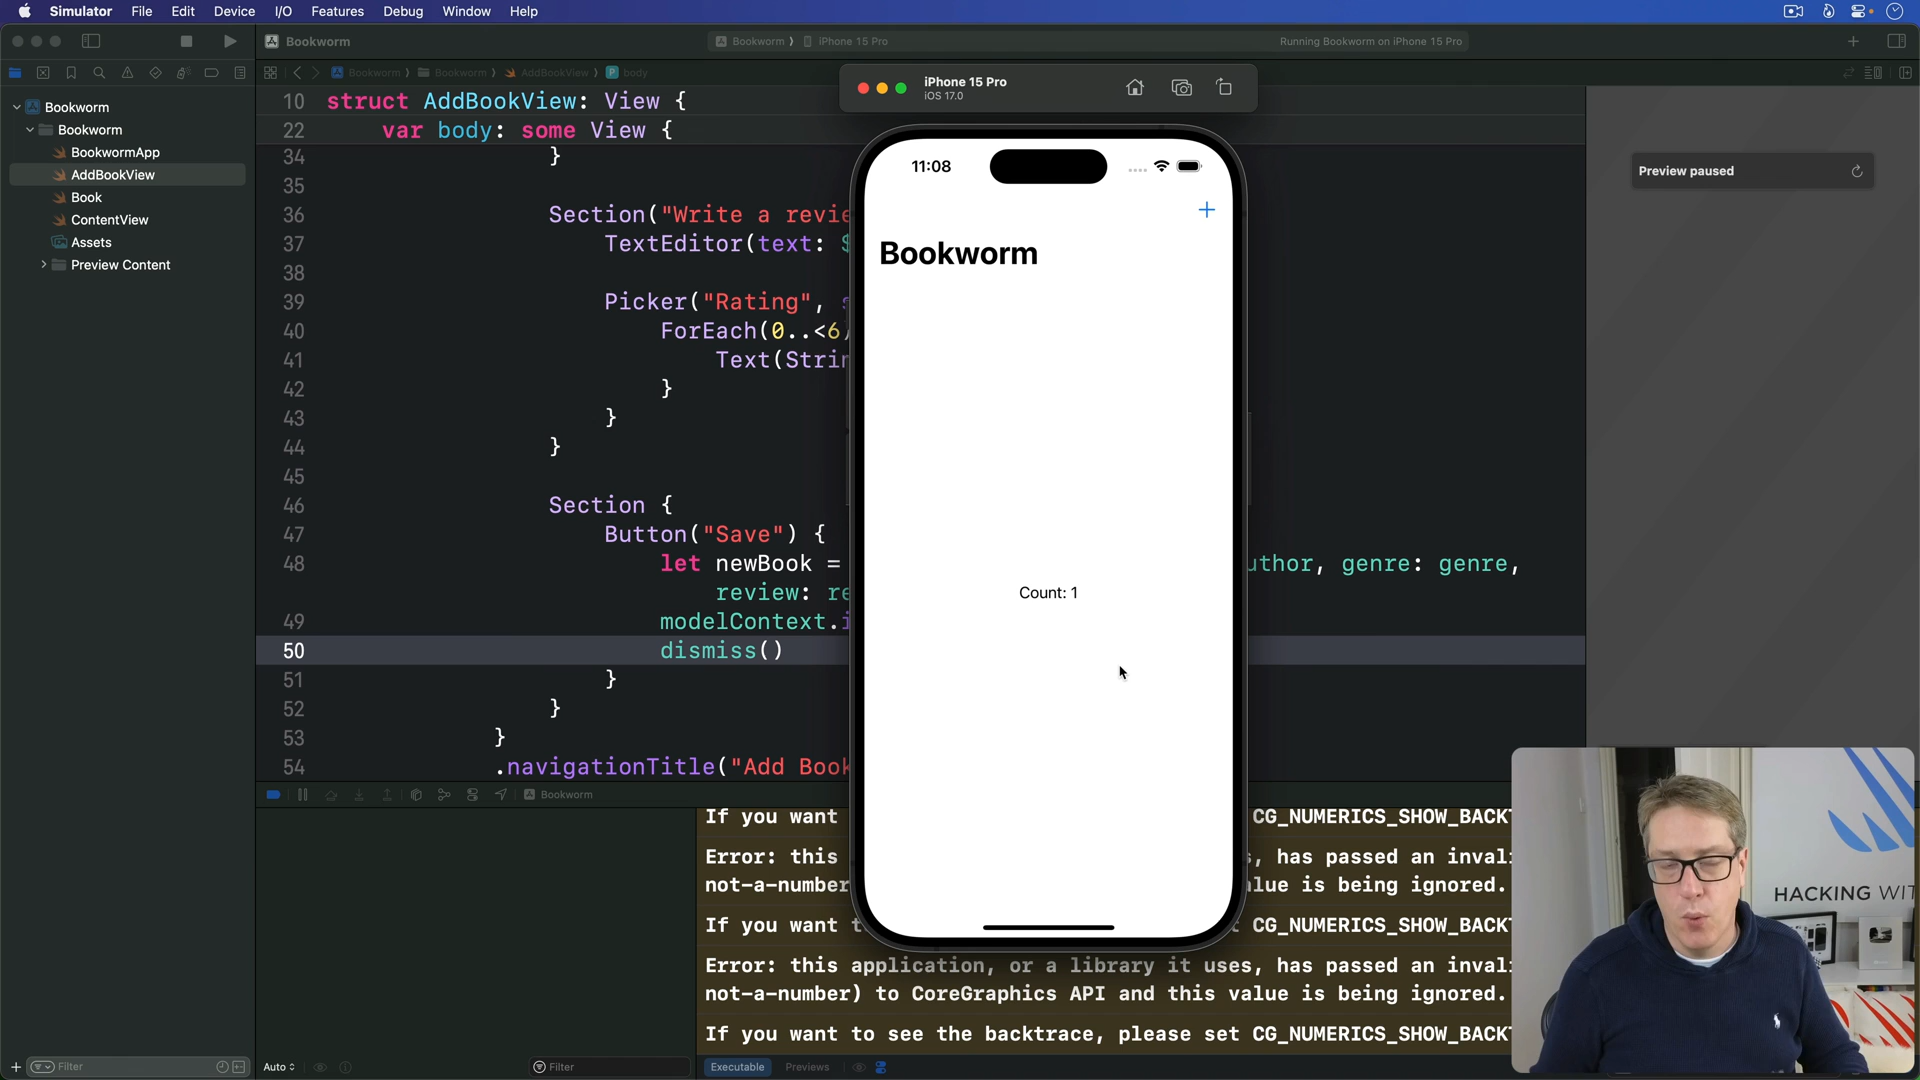 Simulator File Edit View Device I/O Features Debug Window Help
Bookworm
Bookworm iPhone 15 Pro
Running Bookworm on iPhone 15 Pro
Bookworm Bookworm AddBookView body
Bookworm
Bookworm
BookwormApp
AddBookView
Book
ContentView
Assets
Preview Content
Filter
10 struct AddBookView: View {
22 var body: some View {
34 }
35
36 Section("Write a revie
37 TextEditor(text: $
38
39 Picker("Rating",
40 ForEach(0..<6)
41 Text(Strin
42 }
43 }
44 }
45
46 Section {
47 Button("Save") {
48 let newBook = uthor, genre: genre,
review: re
49 modelContext.i
50 dismiss()
51 }
52 }
53 }
54 .navigationTitle("Add Book
iPhone 15 Pro
iOS 17.0
11:08
Bookworm
Count: 1
Preview paused
Bookworm
If you want CG_NUMERICS_SHOW_BACKT
Error: this s, has passed an invali
not-a-number alue is being ignored.
If you want t t CG_NUMERICS_SHOW_BACKT
Error: this application, or a library it uses, has passed an invali
not-a-number) to CoreGraphics API and this value is being ignored.
If you want to see the backtrace, please set CG_NUMERICS_SHOW_BACKT
Auto
Filter
Executable Previews
HACKING WIT